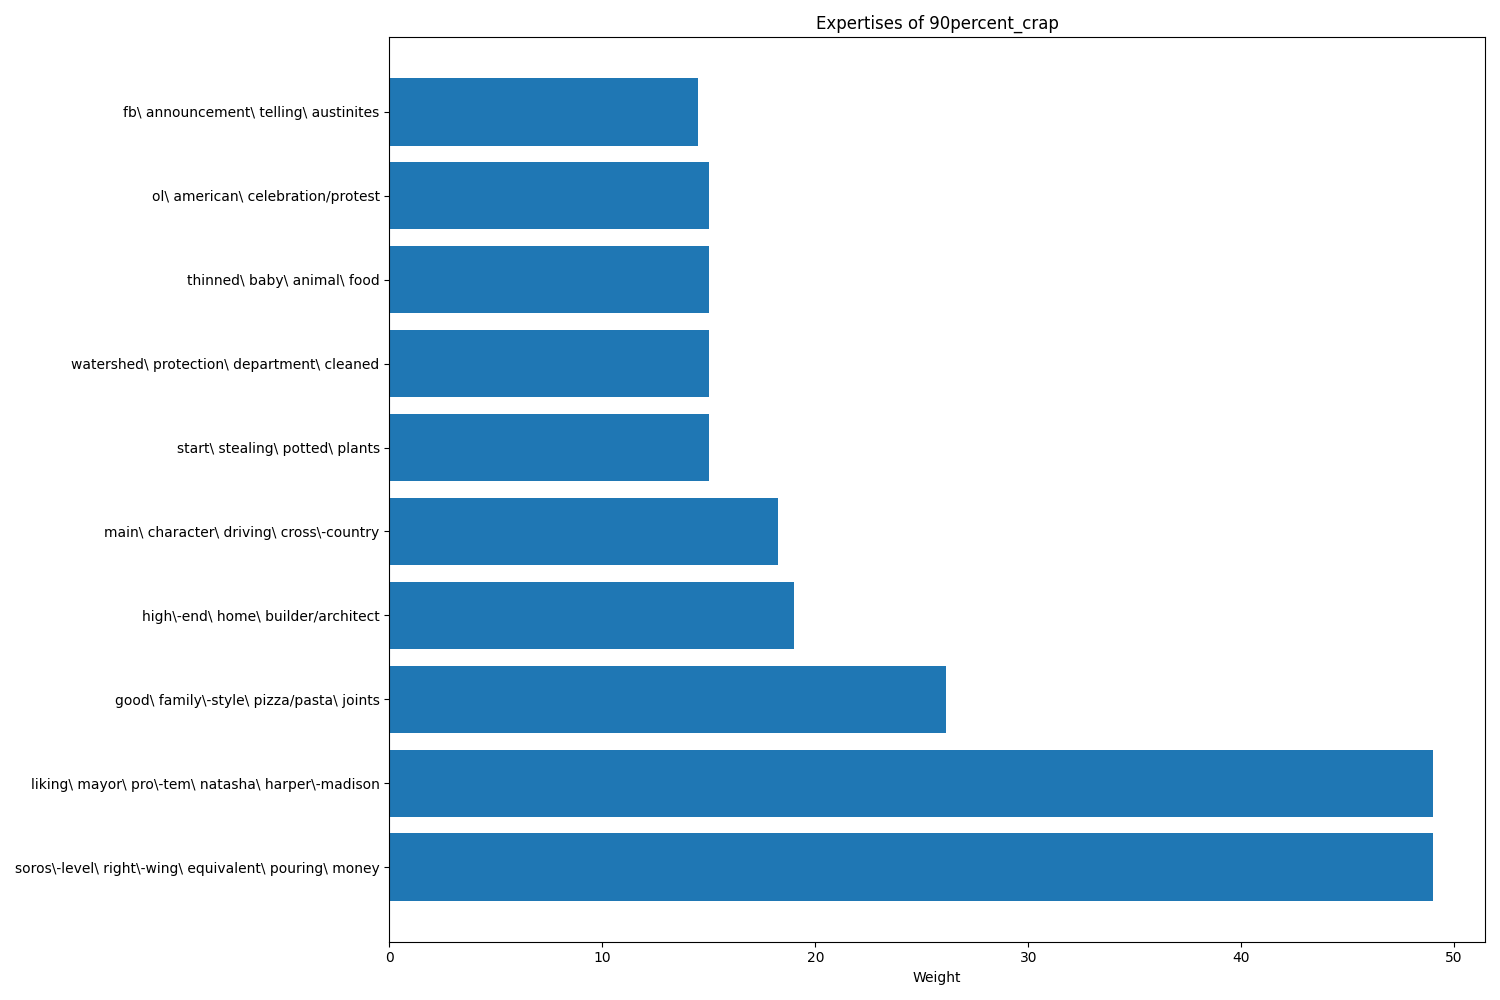 Expertises of 90percent_crap
fb\ announcement\ telling\ austinites
ol\ american\ celebration/protest
thinned\ baby\ animal\ food
watershed\ protection\ department\ cleaned
start\ stealing\ potted\ plants
main\ character\ driving\ cross\-country
high\-end\ home\ builder/architect
good\ family\-style\ pizza/pasta\ joints
liking\ mayor\ pro\-tem\ natasha\ harper\-madison
soros\-level\ right\-wing\ equivalent\ pouring\ money
0 10 20 30 40 50
Weight